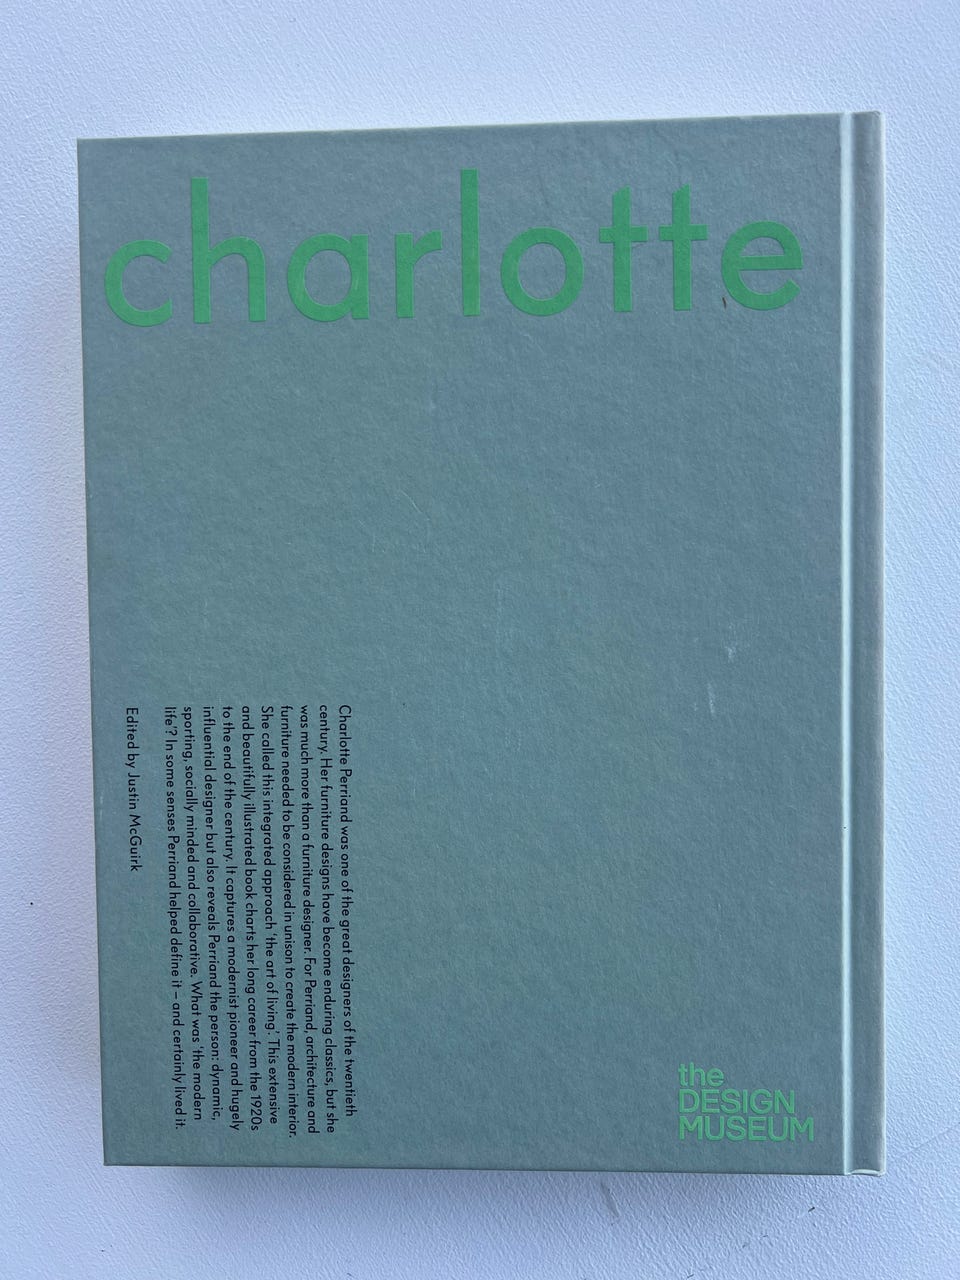 charlotte
Charlotte Perriand was one of the great designers of the twentieth
century. Her furniture designs have become enduring classics, but she
was much more than a furniture designer. For Perriand, architecture and
furniture needed to be considered in unison to create the modern interior.
She called this integrated approach ‘the art of living’. This extensive
and beautifully illustrated book charts her long career from the 1920s
to the end of the century. It captures a modernist pioneer and hugely
influential designer but also reveals Perriand the person: dynamic,
sporting, socially minded and collaborative. What was ‘the modern
life’? In some senses Perriand helped define it – and certainly lived it.
Edited by Justin McGuirk
the
DESIGN
MUSEUM